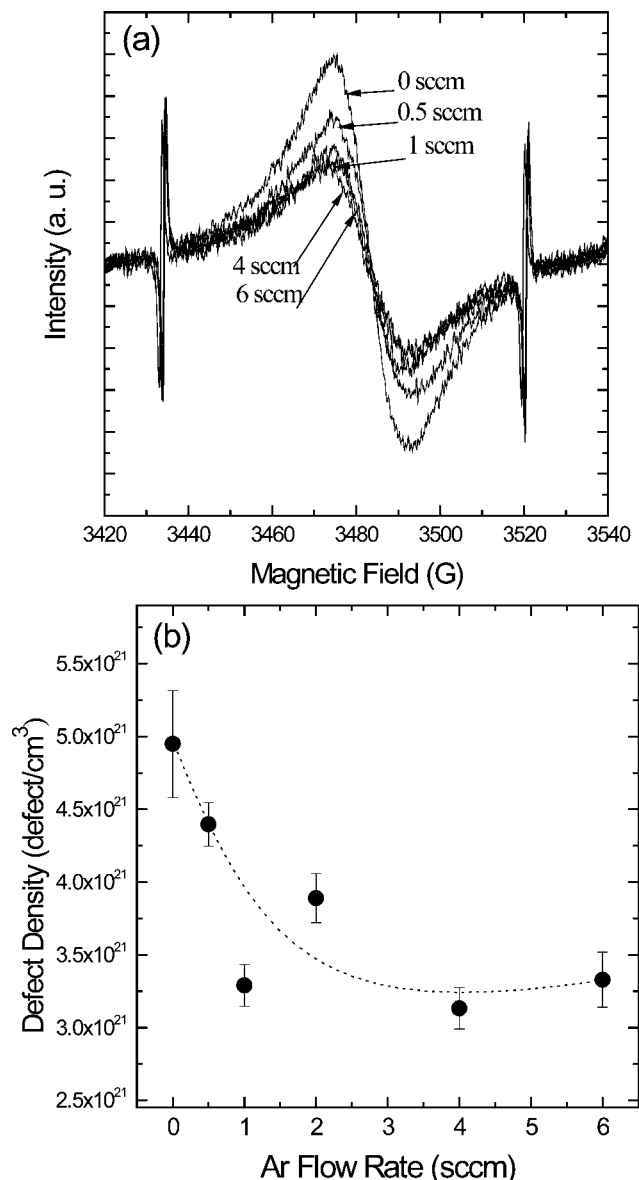 (a)
0 sccm
0.5 sccm
1 sccm
4 sccm
6 sccm
Intensity (a. u.)
3420 3440 3460 3480 3500 3520 3540
Magnetic Field (G)
(b)
5.5x10²¹
5.0x10²¹
4.5x10²¹
4.0x10²¹
3.5x10²¹
3.0x10²¹
2.5x10²¹
Defect Density (defect/cm³)
0 1 2 3 4 5 6
Ar Flow Rate (sccm)